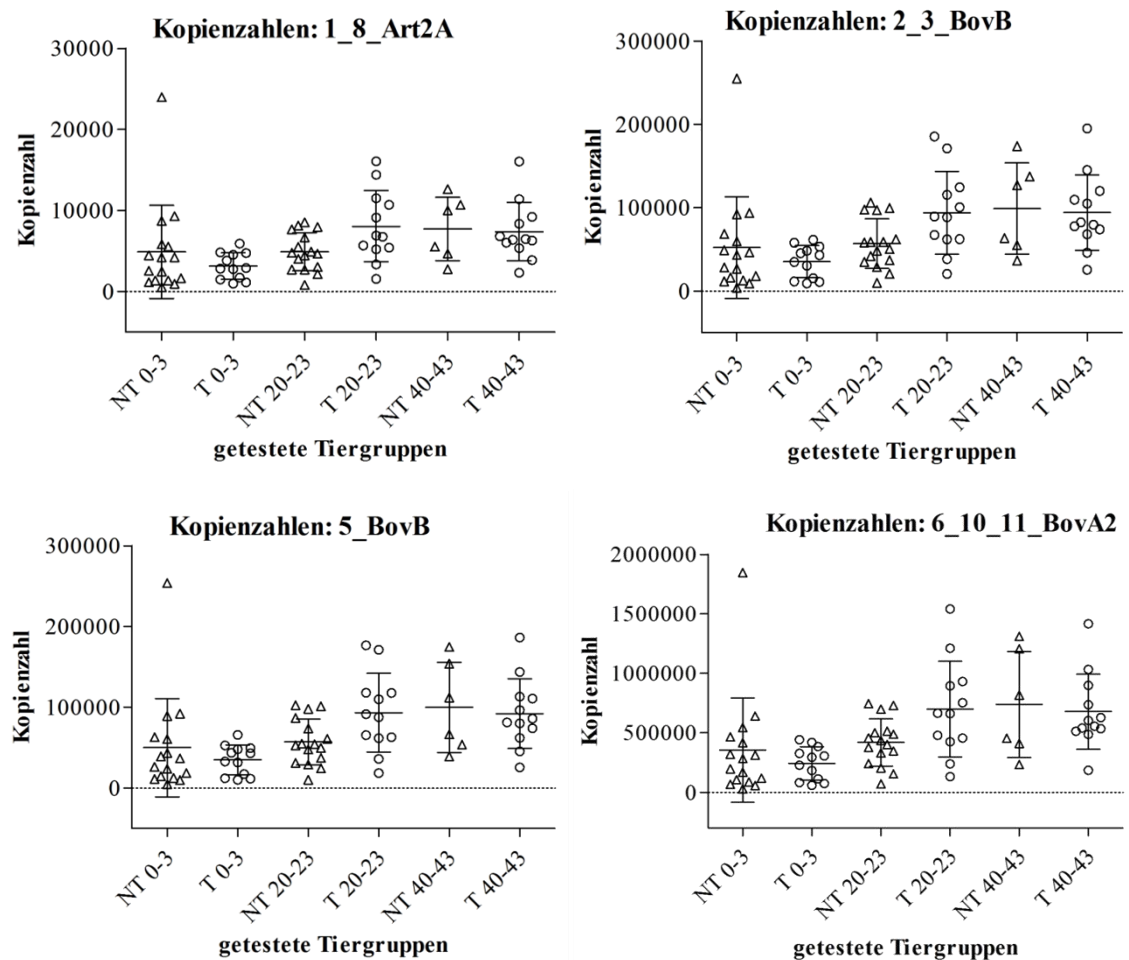 Kopienzahlen: 1_8_Art2A
30000
20000
10000
0
Kopienzahl
NT 0-3
T 0-3
NT 20-23
T 20-23
NT 40-43
T 40-43
getestete Tiergruppen
Kopienzahlen: 2_3_BovB
300000
200000
100000
0
Kopienzahl
NT 0-3
T 0-3
NT 20-23
T 20-23
NT 40-43
T 40-43
getestete Tiergruppen
Kopienzahlen: 5_BovB
300000
200000
100000
0
Kopienzahl
NT 0-3
T 0-3
NT 20-23
T 20-23
NT 40-43
T 40-43
getestete Tiergruppen
Kopienzahlen: 6_10_11_BovA2
2000000
1500000
1000000
500000
0
Kopienzahl
NT 0-3
T 0-3
NT 20-23
T 20-23
NT 40-43
T 40-43
getestete Tiergruppen